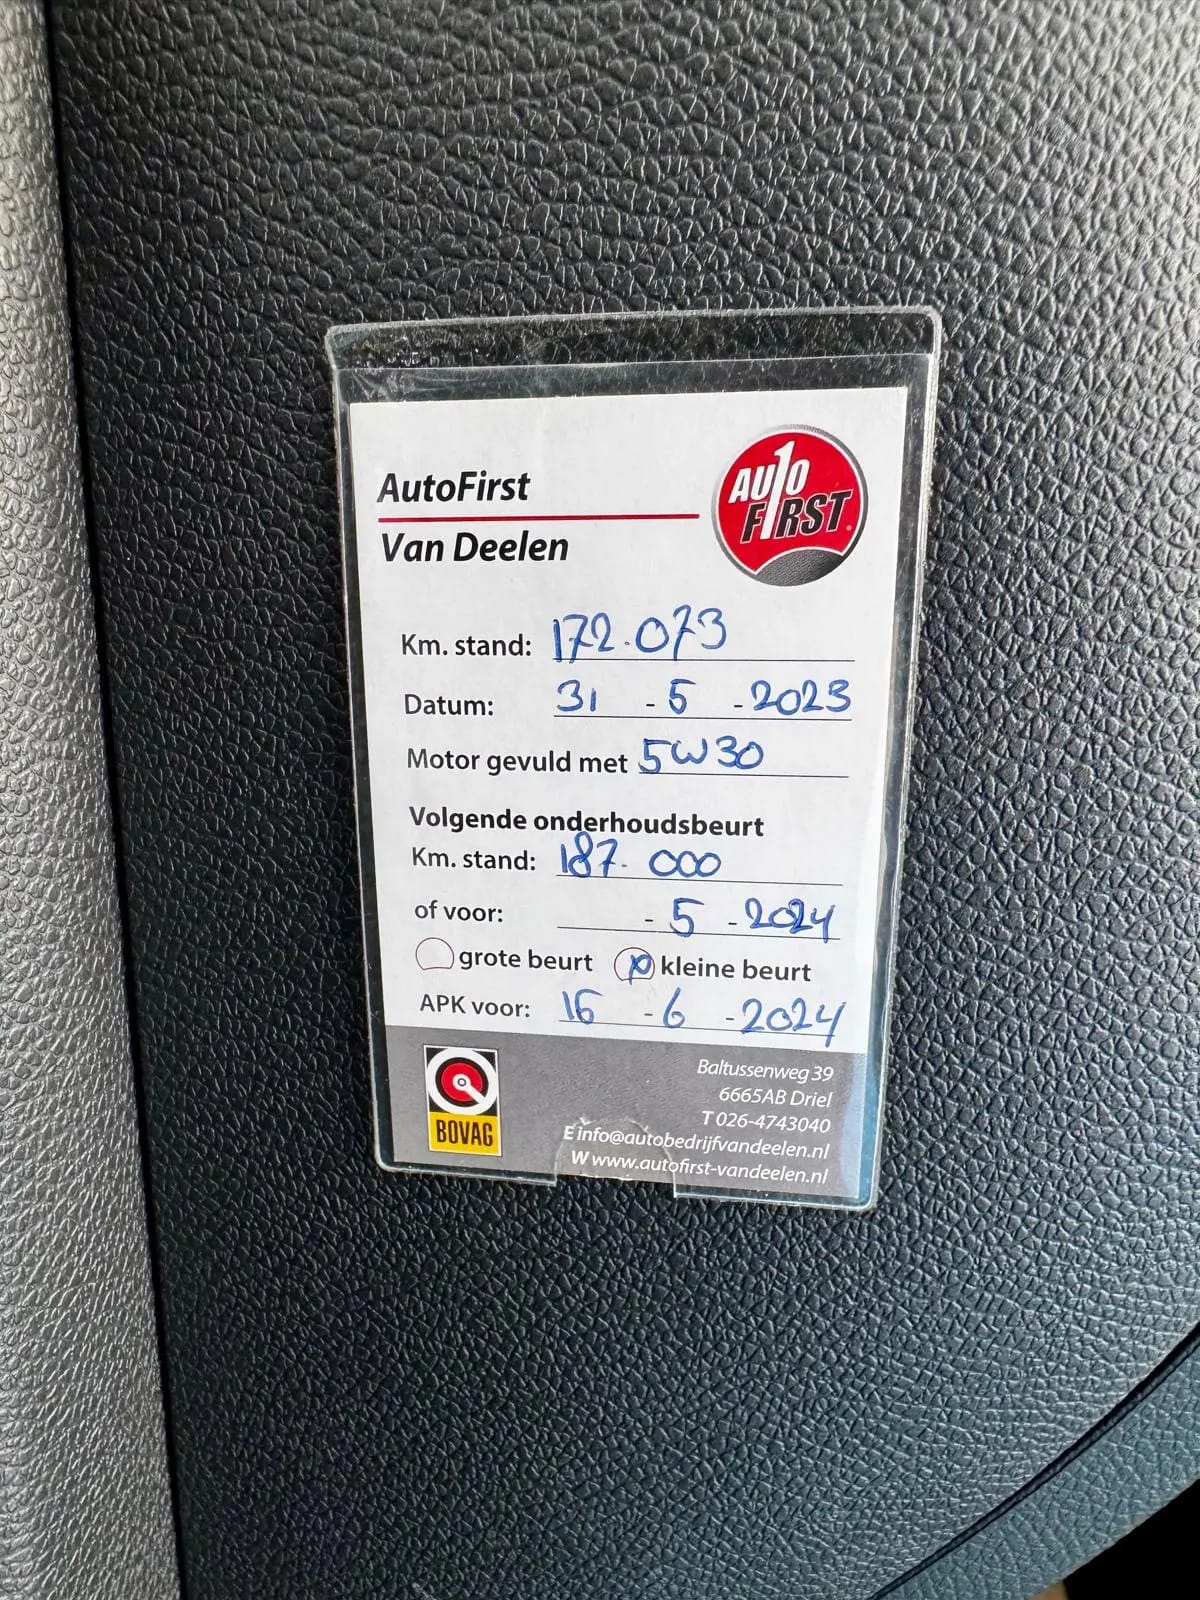 AutoFirst
Van Deelen
AUTO
FIRST
Km. stand: 172.073
Datum: 31 - 5 - 2023
Motor gevuld met 5W30
Volgende onderhoudsbeurt
Km. stand: 187.000
of voor: - 5 - 2024
grote beurt kleine beurt
APK voor: 16 - 6 - 2024
BOVAG
Baltussenweg 39
6665AB Driel
T 026-4743040
E info@autobedrijfvandeelen.nl
W www.autofirst-vandeelen.nl